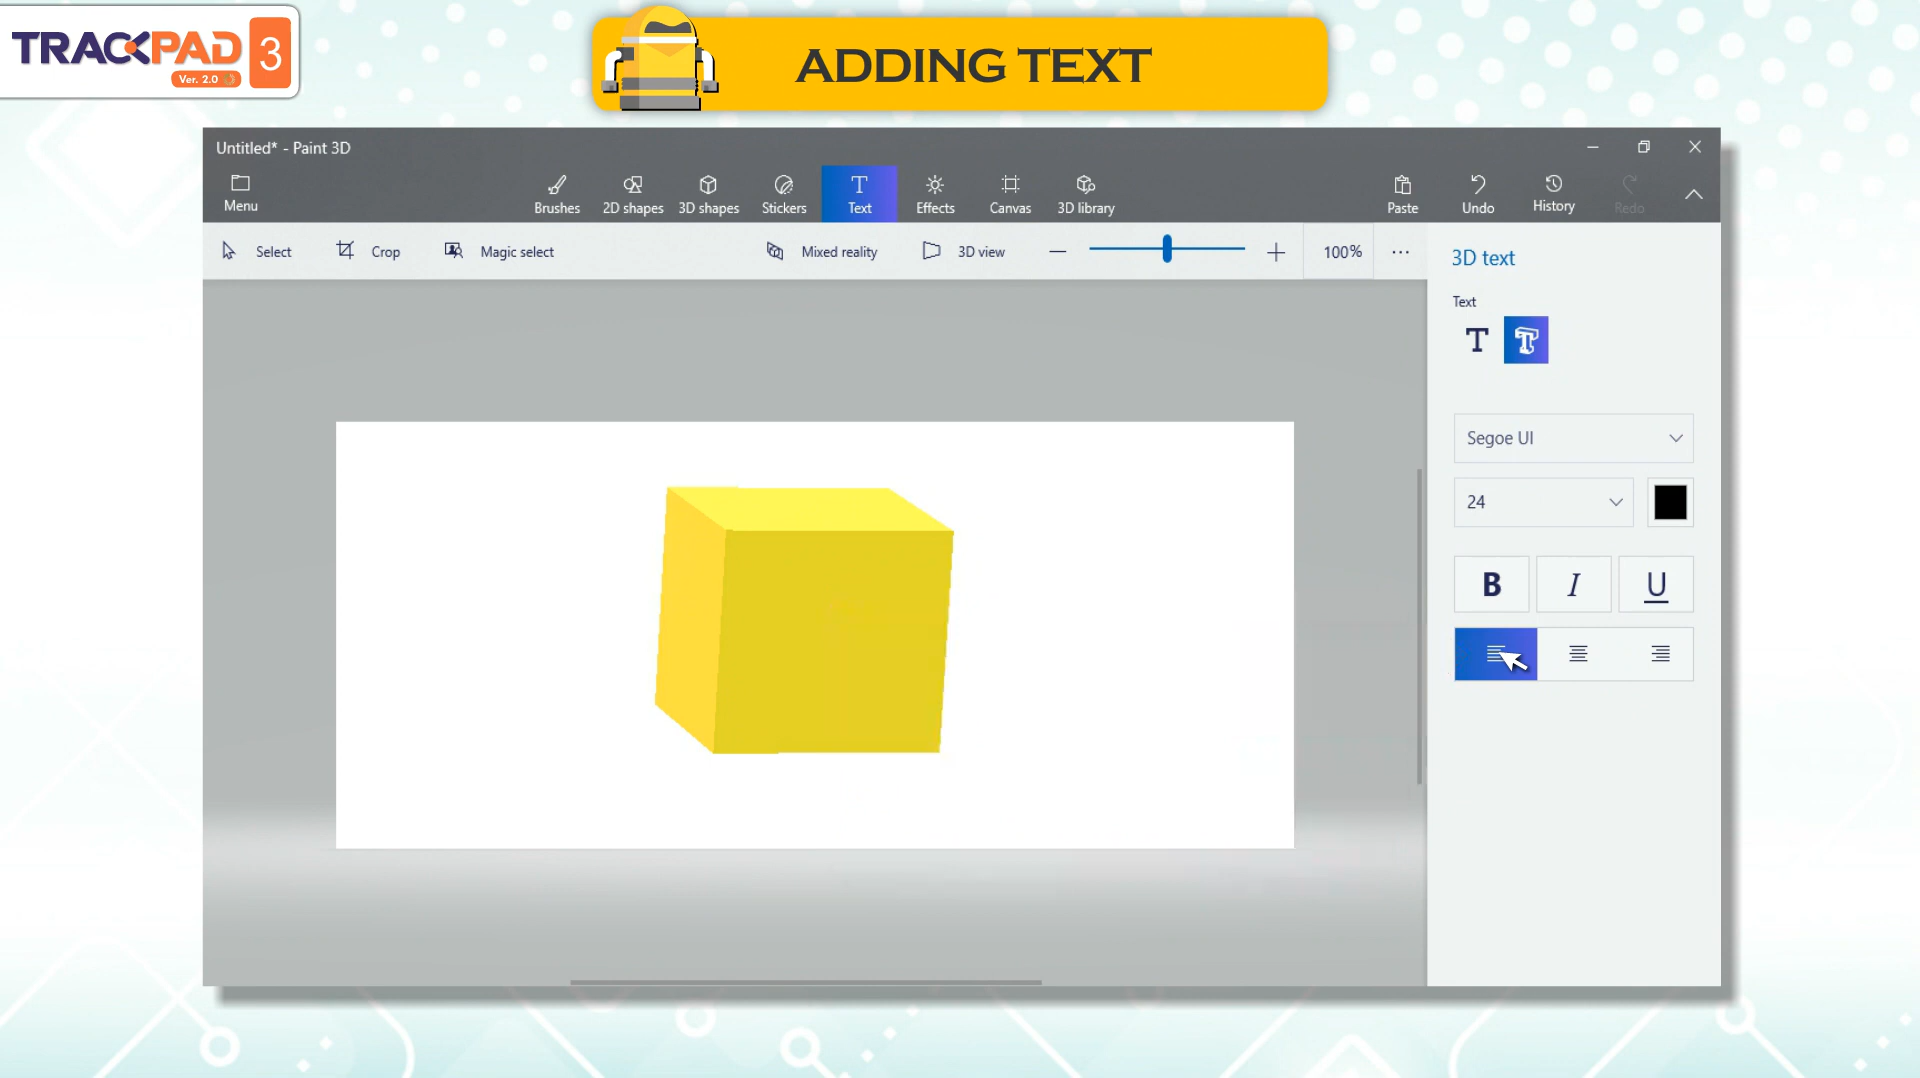 TRACKPAD 3
Ver. 2.0
ADDING TEXT
Untitled* - Paint 3D
Menu
Brushes
2D shapes
3D shapes
Stickers
Text
Effects
Canvas
3D library
Paste
Undo
History
Redo
Select
Crop
Magic select
Mixed reality
3D view
100%
3D text
Text
T
T
Segoe UI
24
B
I
U